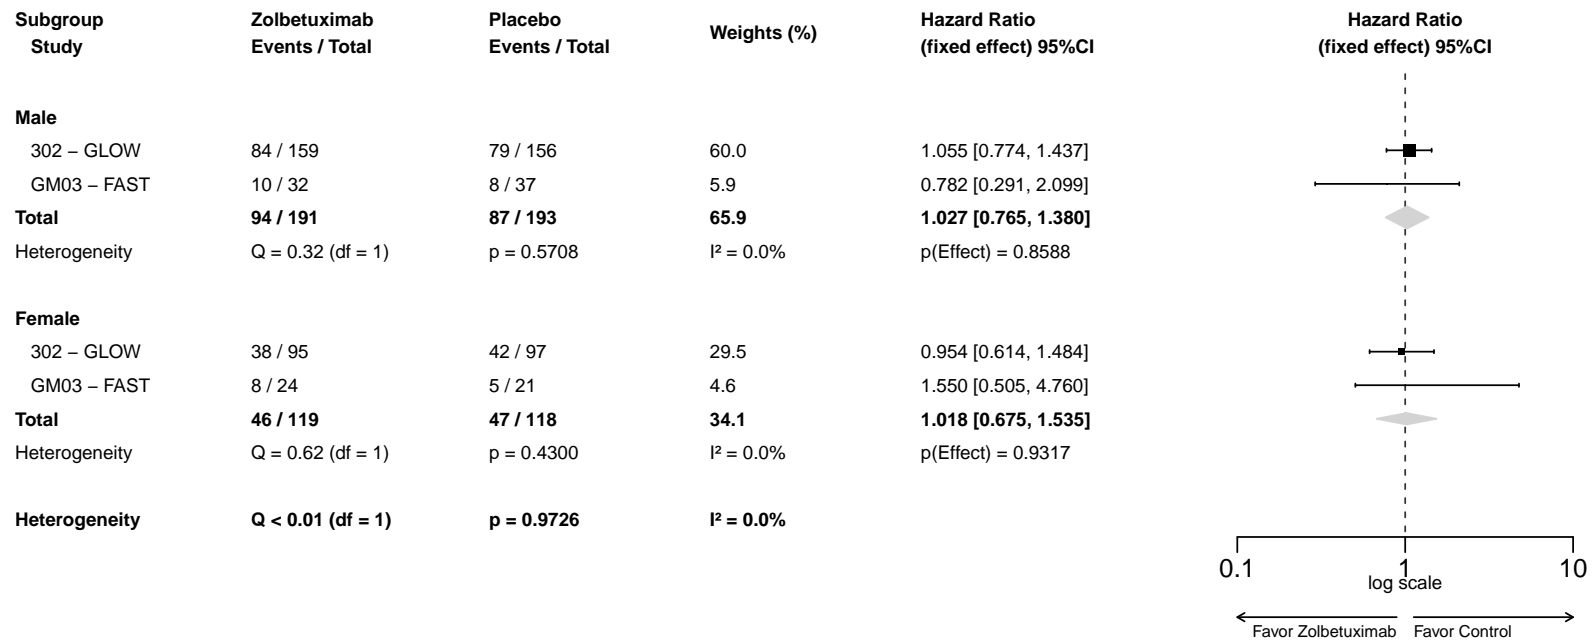 Subgroup Zolbetuximab Placebo Weights (%) Hazard Ratio Hazard Ratio
Study Events / Total Events / Total (fixed effect) 95%CI (fixed effect) 95%CI
Male
302 – GLOW 84 / 159 79 / 156 60.0 1.055 [0.774, 1.437]
GM03 – FAST 10 / 32 8 / 37 5.9 0.782 [0.291, 2.099]
Total 94 / 191 87 / 193 65.9 1.027 [0.765, 1.380]
Heterogeneity Q = 0.32 (df = 1) p = 0.5708 I² = 0.0% p(Effect) = 0.8588
Female
302 – GLOW 38 / 95 42 / 97 29.5 0.954 [0.614, 1.484]
GM03 – FAST 8 / 24 5 / 21 4.6 1.550 [0.505, 4.760]
Total 46 / 119 47 / 118 34.1 1.018 [0.675, 1.535]
Heterogeneity Q = 0.62 (df = 1) p = 0.4300 I² = 0.0% p(Effect) = 0.9317
Heterogeneity Q < 0.01 (df = 1) p = 0.9726 I² = 0.0%
0.1 1 10
log scale
Favor Zolbetuximab Favor Control